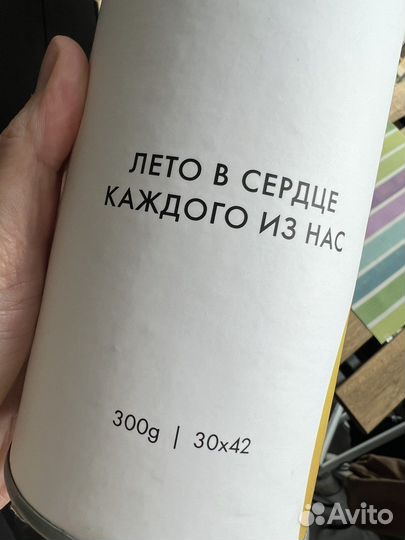 ЛЕТО В СЕРДЦЕ
КАЖДОГО ИЗ НАС
300g | 30x42
Avito